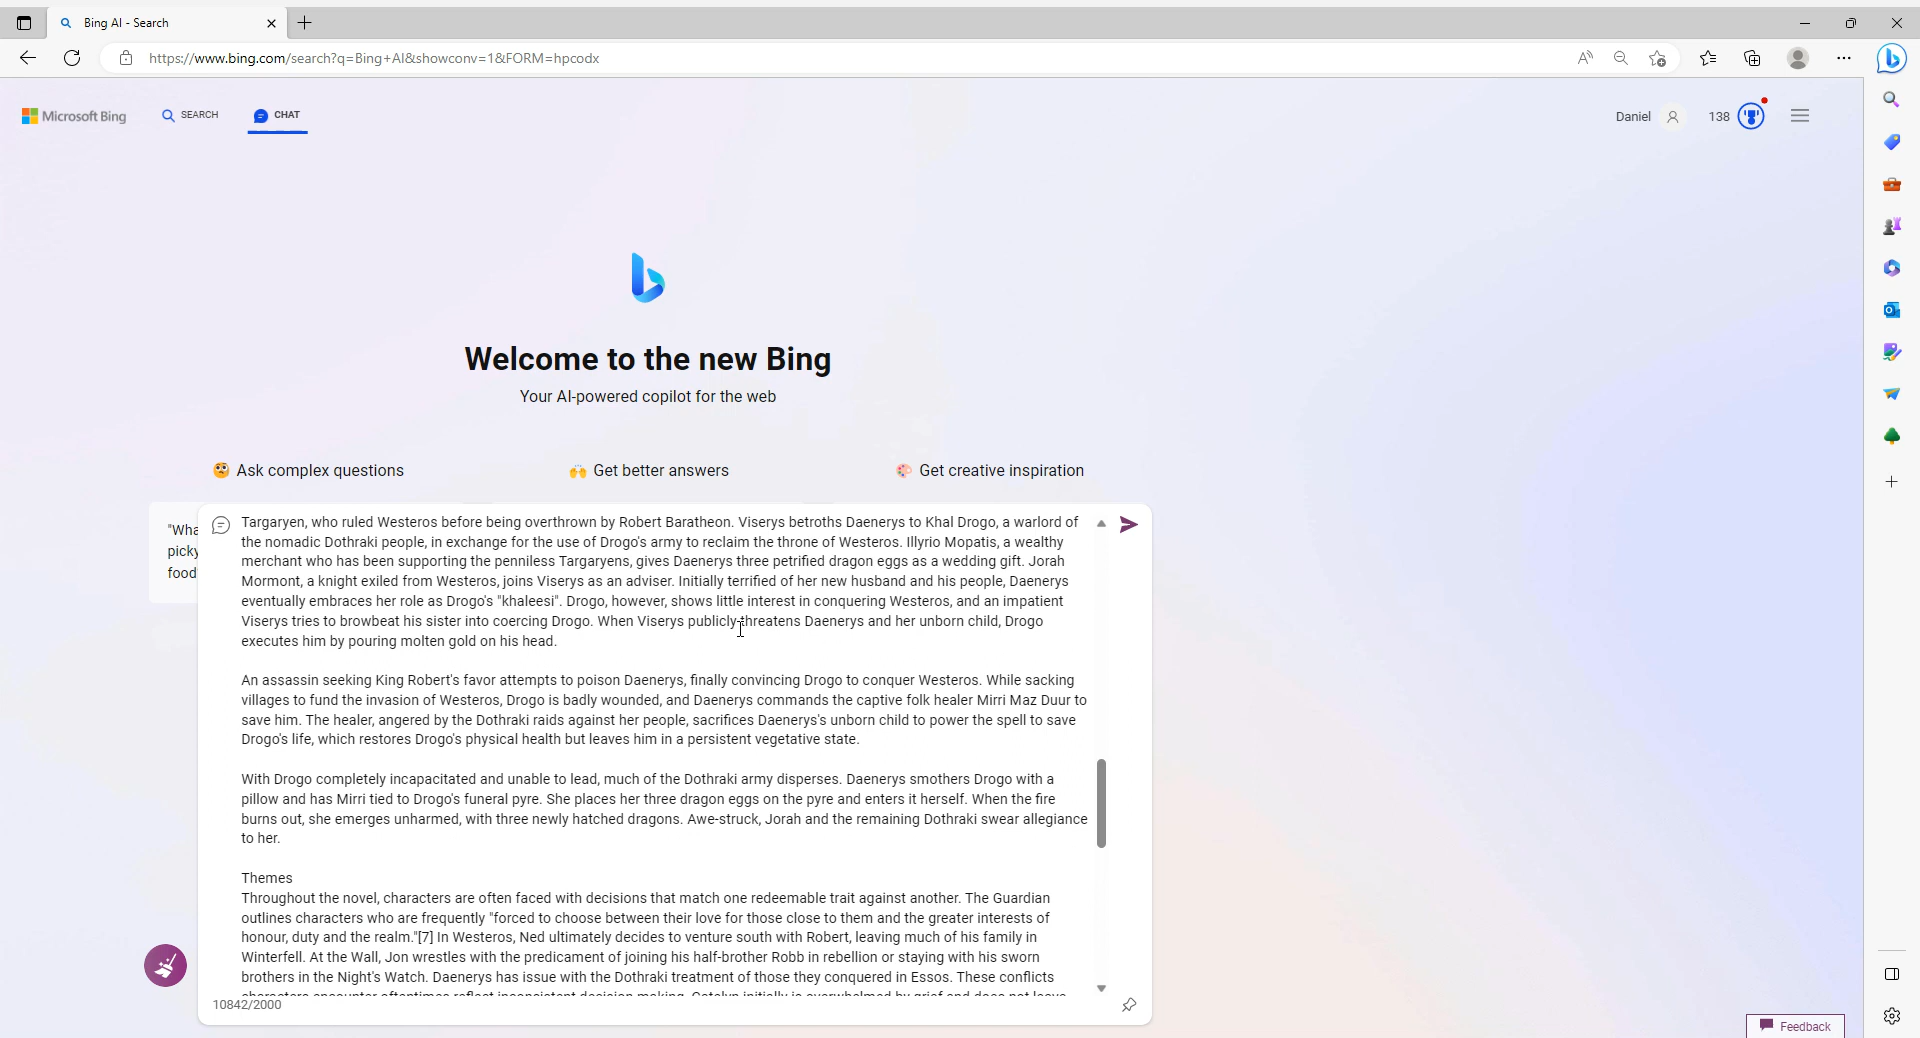 Bing AI - Search
https://www.bing.com/search?q=Bing+AI&showconv=1&FORM=hpcodx
Microsoft Bing
SEARCH
CHAT
Daniel
138
Welcome to the new Bing
Your AI-powered copilot for the web
Ask complex questions
Get better answers
Get creative inspiration
"Wha
picky
food
Targaryen, who ruled Westeros before being overthrown by Robert Baratheon. Viserys betroths Daenerys to Khal Drogo, a warlord of
the nomadic Dothraki people, in exchange for the use of Drogo's army to reclaim the throne of Westeros. Illyrio Mopatis, a wealthy
merchant who has been supporting the penniless Targaryens, gives Daenerys three petrified dragon eggs as a wedding gift. Jorah
Mormont, a knight exiled from Westeros, joins Viserys as an adviser. Initially terrified of her new husband and his people, Daenerys
eventually embraces her role as Drogo's "khaleesi". Drogo, however, shows little interest in conquering Westeros, and an impatient
Viserys tries to browbeat his sister into coercing Drogo. When Viserys publicly threatens Daenerys and her unborn child, Drogo
executes him by pouring molten gold on his head.
An assassin seeking King Robert's favor attempts to poison Daenerys, finally convincing Drogo to conquer Westeros. While sacking
villages to fund the invasion of Westeros, Drogo is badly wounded, and Daenerys commands the captive folk healer Mirri Maz Duur to
save him. The healer, angered by the Dothraki raids against her people, sacrifices Daenerys's unborn child to power the spell to save
Drogo's life, which restores Drogo's physical health but leaves him in a persistent vegetative state.
With Drogo completely incapacitated and unable to lead, much of the Dothraki army disperses. Daenerys smothers Drogo with a
pillow and has Mirri tied to Drogo's funeral pyre. She places her three dragon eggs on the pyre and enters it herself. When the fire
burns out, she emerges unharmed, with three newly hatched dragons. Awe-struck, Jorah and the remaining Dothraki swear allegiance
to her.
Themes
Throughout the novel, characters are often faced with decisions that match one redeemable trait against another. The Guardian
outlines characters who are frequently "forced to choose between their love for those close to them and the greater interests of
honour, duty and the realm."[7] In Westeros, Ned ultimately decides to venture south with Robert, leaving much of his family in
Winterfell. At the Wall, Jon wrestles with the predicament of joining his half-brother Robb in rebellion or staying with his sworn
brothers in the Night's Watch. Daenerys has issue with the Dothraki treatment of those they conquered in Essos. These conflicts
10842/2000
Feedback